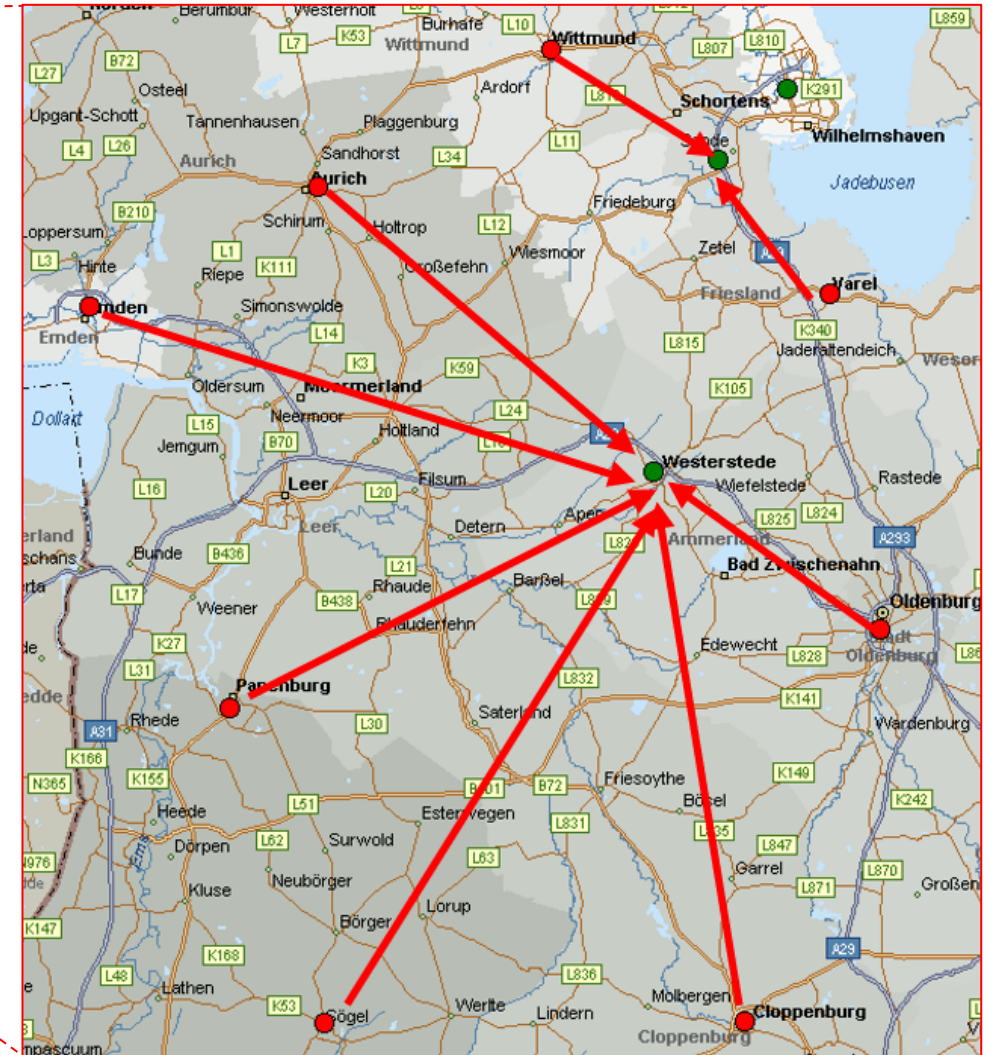 Norden
Berumbur
Westerholt
L10
Burhafe
L859
L7
K53
Wittmund
Wittmund
L807
L810
B72
L27
Osteel
Ardorf
K291
Upgant-Schott
Schortens
Tannenhausen
Plaggenburg
Wilhelmshaven
L4
L26
Aurich
Sandhorst
L34
L11
Sande
Aurich
Jadebusen
B210
Schirum
Holtrop
Friedeburg
Loppersum
L12
L3
Hinte
L1
K111
Riepe
Großefehn
Wiesmoor
Zetel
Friesland
Varel
Emden
Simonswolde
Emden
L14
K340
L815
Jaderaltendeich
K3
K59
Weser
Oldersum
Moormerland
K105
Dollart
Neermoor
L24
L15
B70
Holtland
Jemgum
Westerstede
Filsum
Wiefelstede
Rastede
L16
Leer
L20
Apen
L825
L824
Leer
Detern
Ammerland
A293
Bunde
B436
L21
Bad Zwischenahn
Barßel
L17
Rhaude
Weener
B438
Oldenburg
Rhauderfehn
K27
Edewecht
Stadt
Oldenburg
L828
L31
L832
Papenburg
K141
Saterland
Rhede
L30
Wardenburg
A31
K166
N365
K155
Friesoythe
K149
B72
K242
L51
Bösel
Heede
Esterwegen
L831
Surwold
L62
L847
Dörpen
L63
Ems
Neubörger
Garrel
L870
Kluse
L871
Großen
Lorup
Börger
K147
K168
A29
L48
L836
Lathen
Molbergen
K53
Werlte
Lindern
Sögel
Cloppenburg
Cloppenburg